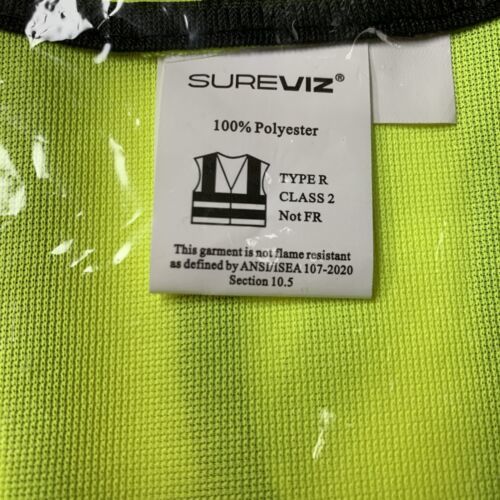 SUREVIZ®
100% Polyester
TYPE R
CLASS 2
Not FR
This garment is not flame resistant
as defined by ANSI/ISEA 107-2020
Section 10.5